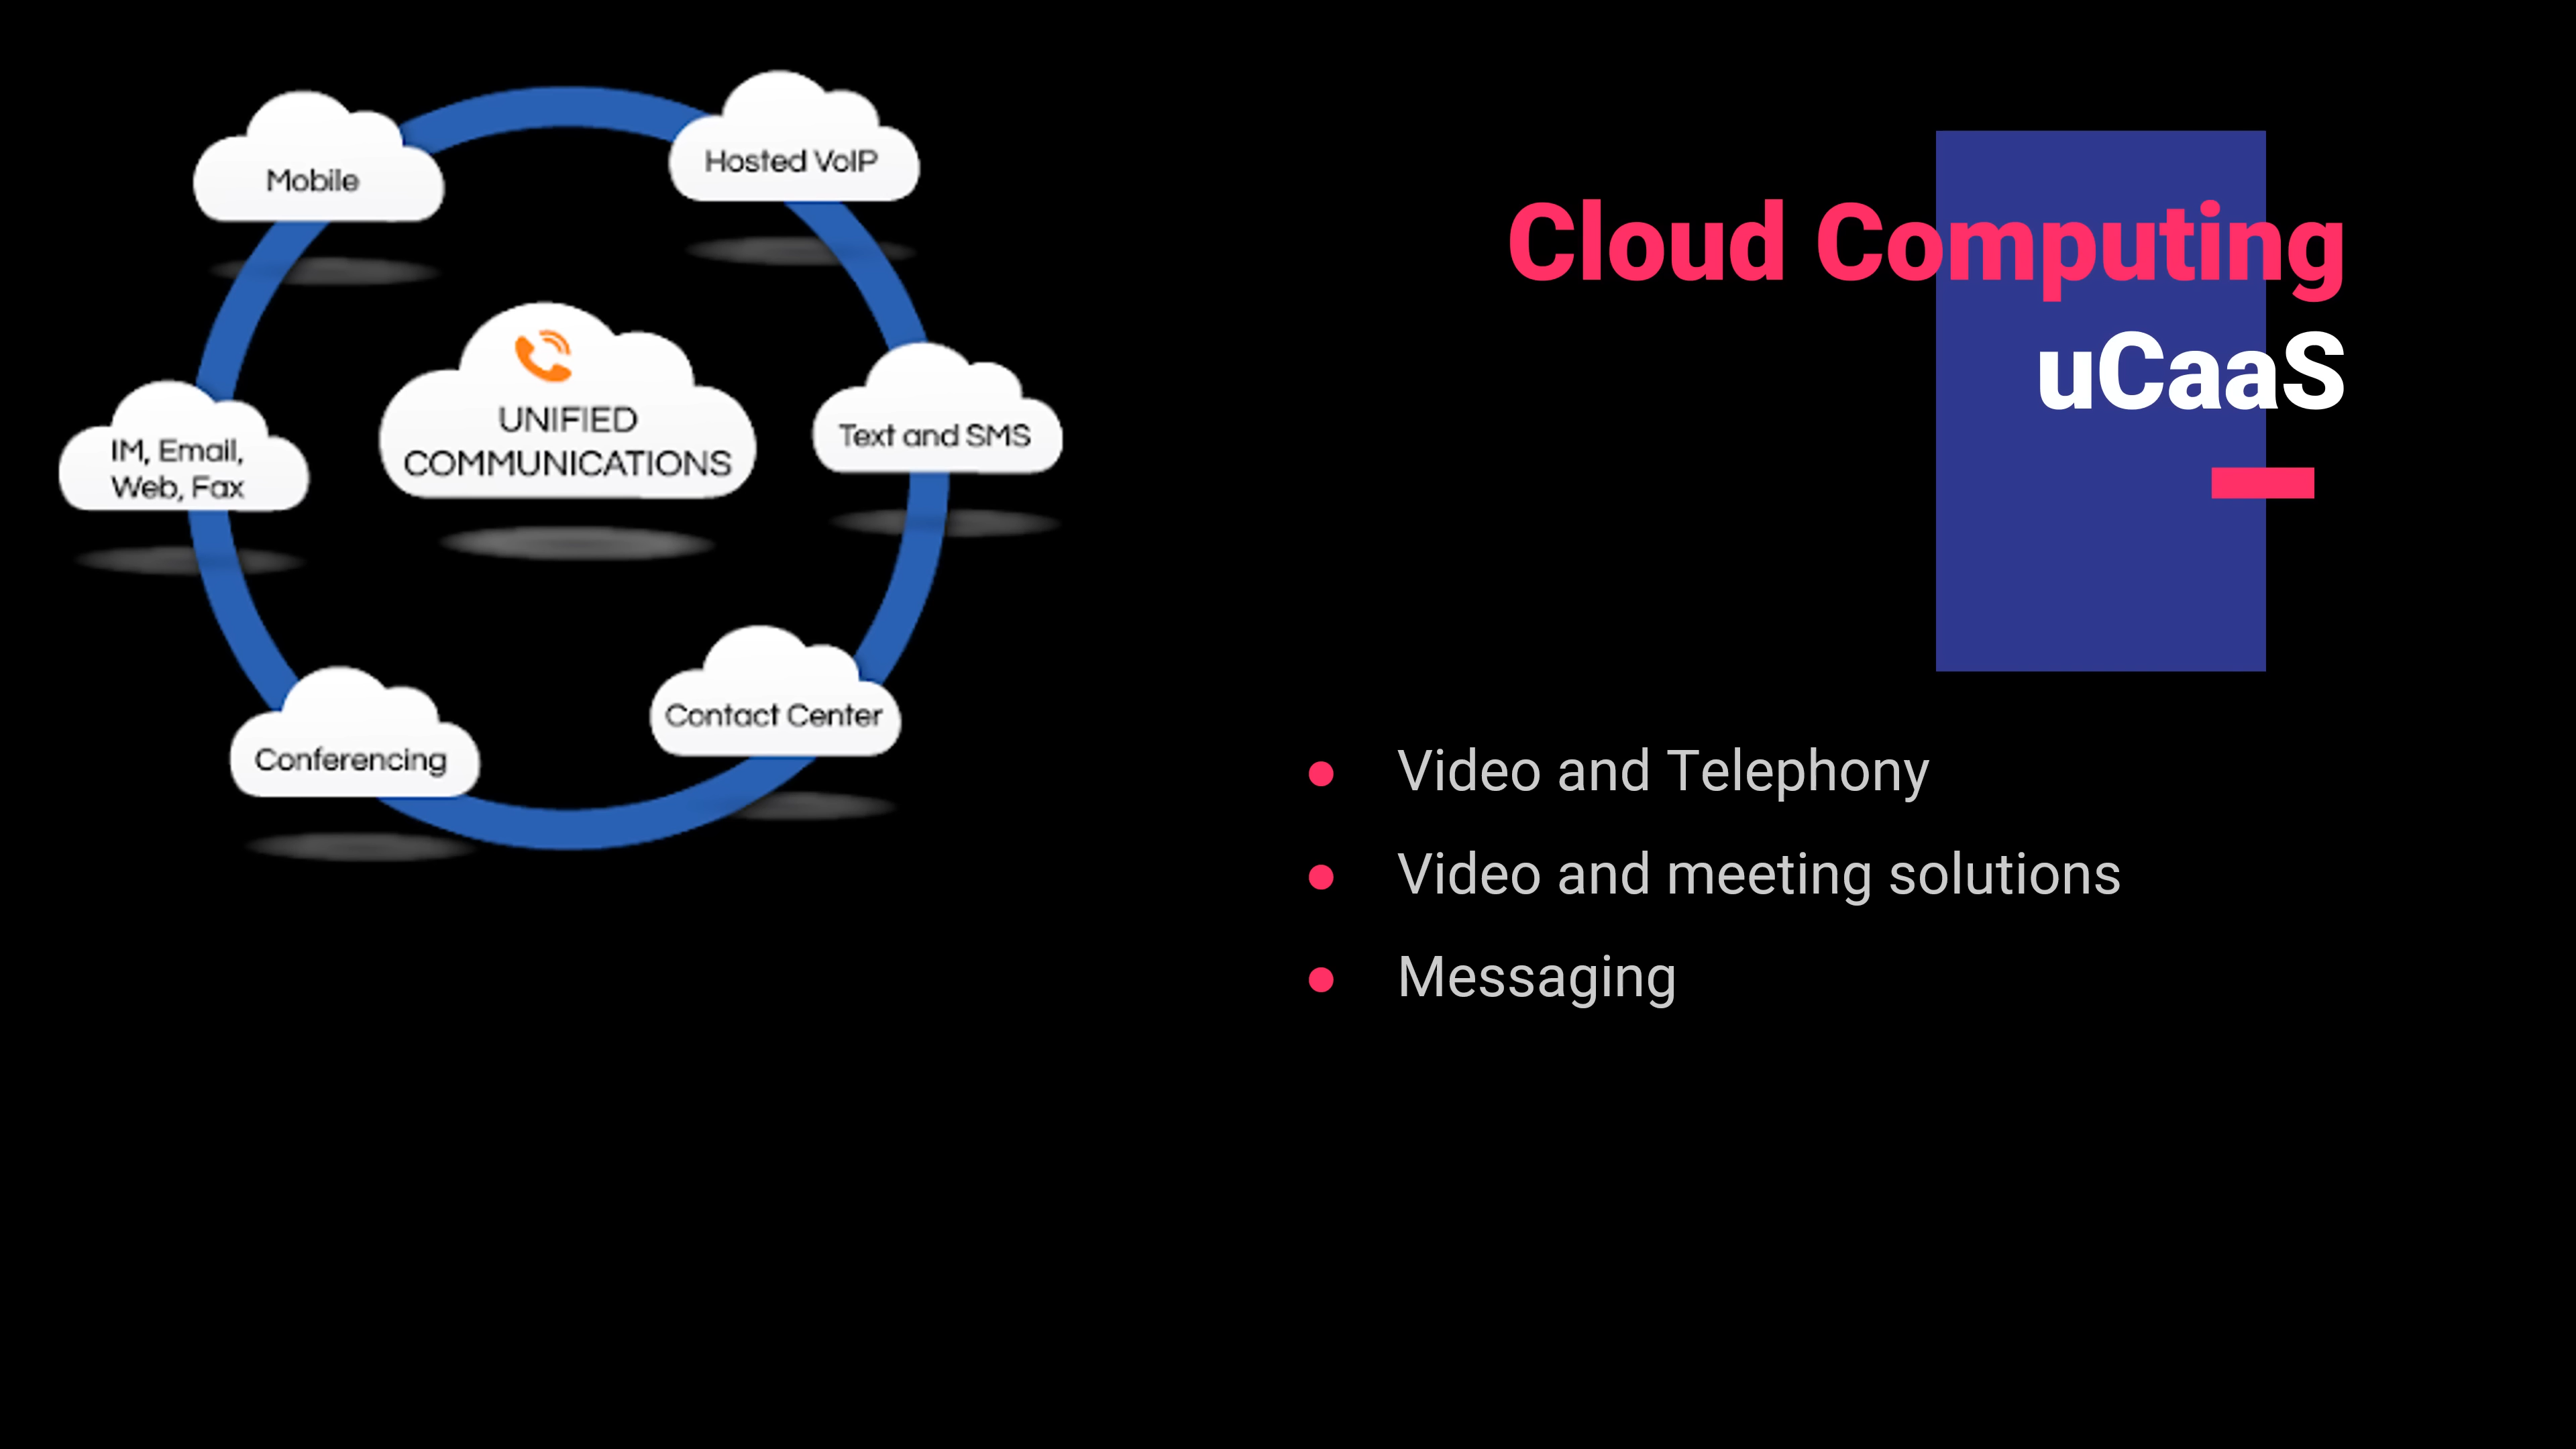 Mobile
Hosted VoIP
UNIFIED
COMMUNICATIONS
Text and SMS
IM, Email,
Web, Fax
Contact Center
Conferencing
Cloud Computing
uCaaS
Video and Telephony
Video and meeting solutions
Messaging